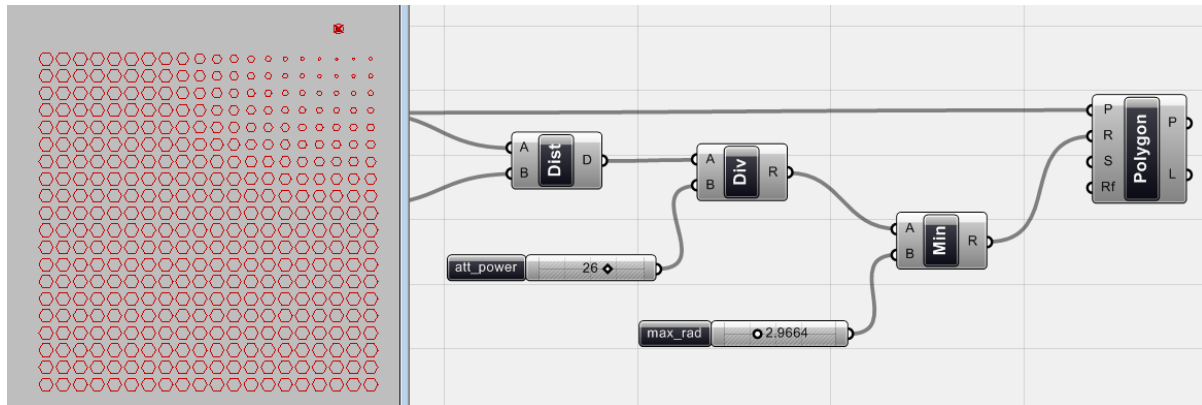 A
B
Dist
D
A
B
Div
R
att_power
26
A
B
Min
R
max_rad
2.9664
P
R
S
Rf
Polygon
P
L